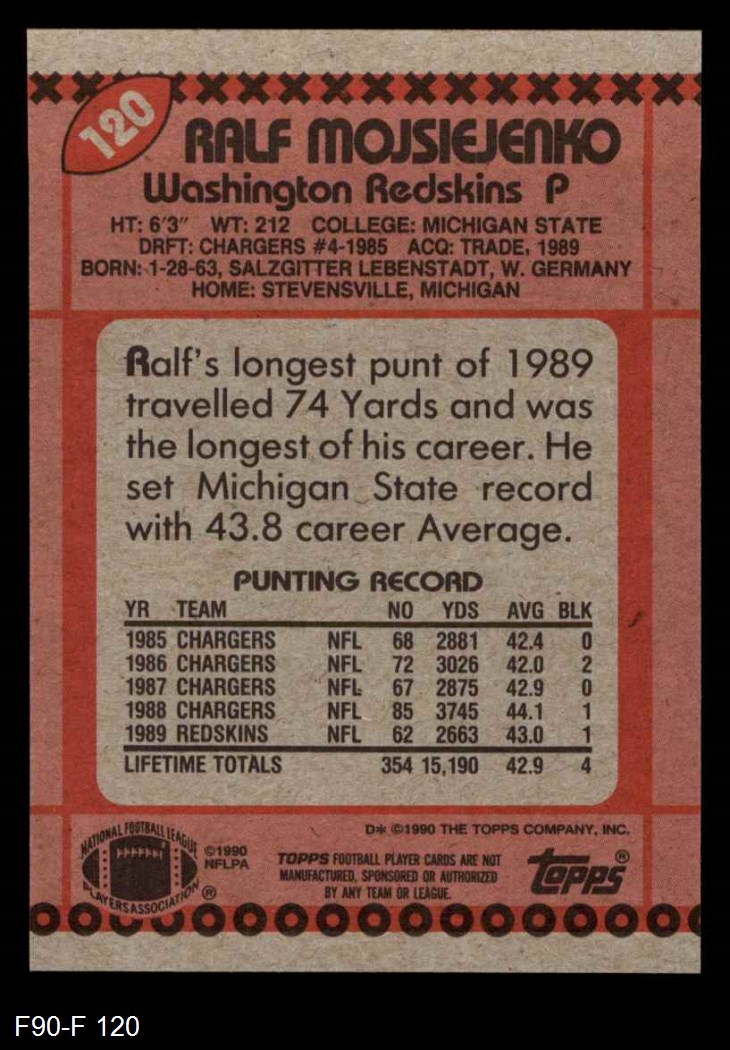 120
RALF MOJSIEJENKO
Washington Redskins P
HT: 6'3" WT: 212 COLLEGE: MICHIGAN STATE
DRFT: CHARGERS #4-1985 ACQ: TRADE, 1989
BORN: 1-28-63, SALZGITTER LEBENSTADT, W. GERMANY
HOME: STEVENSVILLE, MICHIGAN
Ralf's longest punt of 1989
travelled 74 Yards and was
the longest of his career. He
set Michigan State record
with 43.8 career Average.
PUNTING RECORD
YR TEAM NO YDS AVG BLK
1985 CHARGERS NFL 68 2881 42.4 0
1986 CHARGERS NFL 72 3026 42.0 2
1987 CHARGERS NFL 67 2875 42.9 0
1988 CHARGERS NFL 85 3745 44.1 1
1989 REDSKINS NFL 62 2663 43.0 1
LIFETIME TOTALS 354 15,190 42.9 4
D* ©1990 THE TOPPS COMPANY, INC.
NATIONAL FOOTBALL LEAGUE
PLAYERS ASSOCIATION ®
©1990
NFLPA
TOPPS FOOTBALL PLAYER CARDS ARE NOT
MANUFACTURED, SPONSORED OR AUTHORIZED
BY ANY TEAM OR LEAGUE.
topps®
F90-F 120